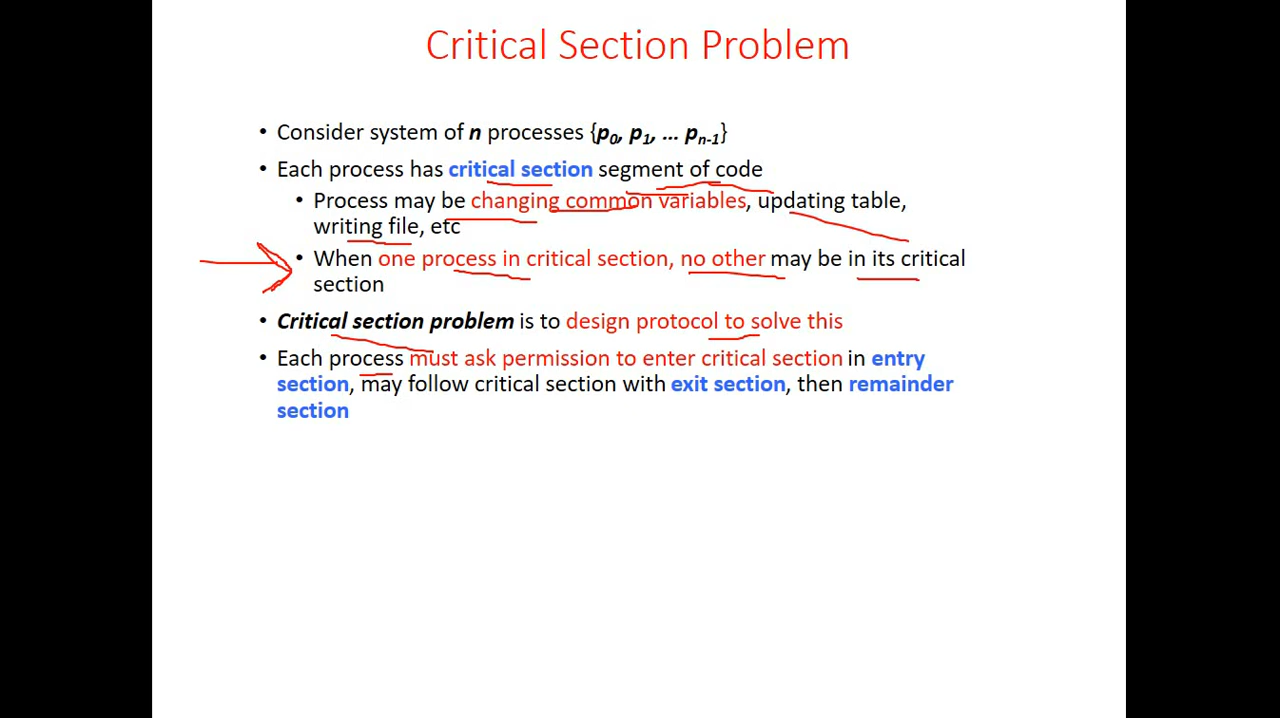 Critical Section Problem
• Consider system of n processes {p0, p1, … pn-1}
• Each process has critical section segment of code
• Process may be changing common variables, updating table,
writing file, etc
• When one process in critical section, no other may be in its critical
section
• Critical section problem is to design protocol to solve this
• Each process must ask permission to enter critical section in entry
section, may follow critical section with exit section, then remainder
section